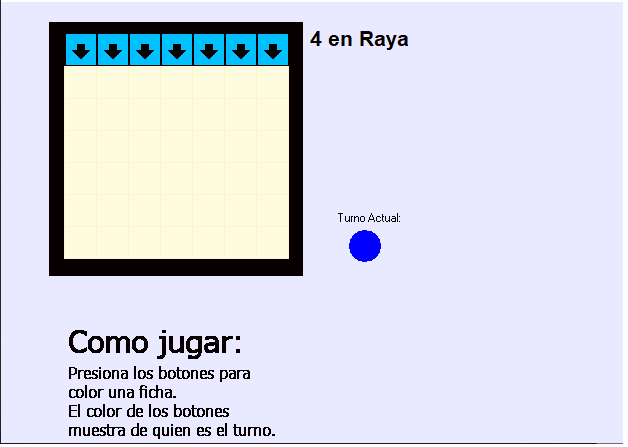 4 en Raya
Turno Actual:
Como jugar:
Presiona los botones para
color una ficha.
El color de los botones
muestra de quien es el turno.